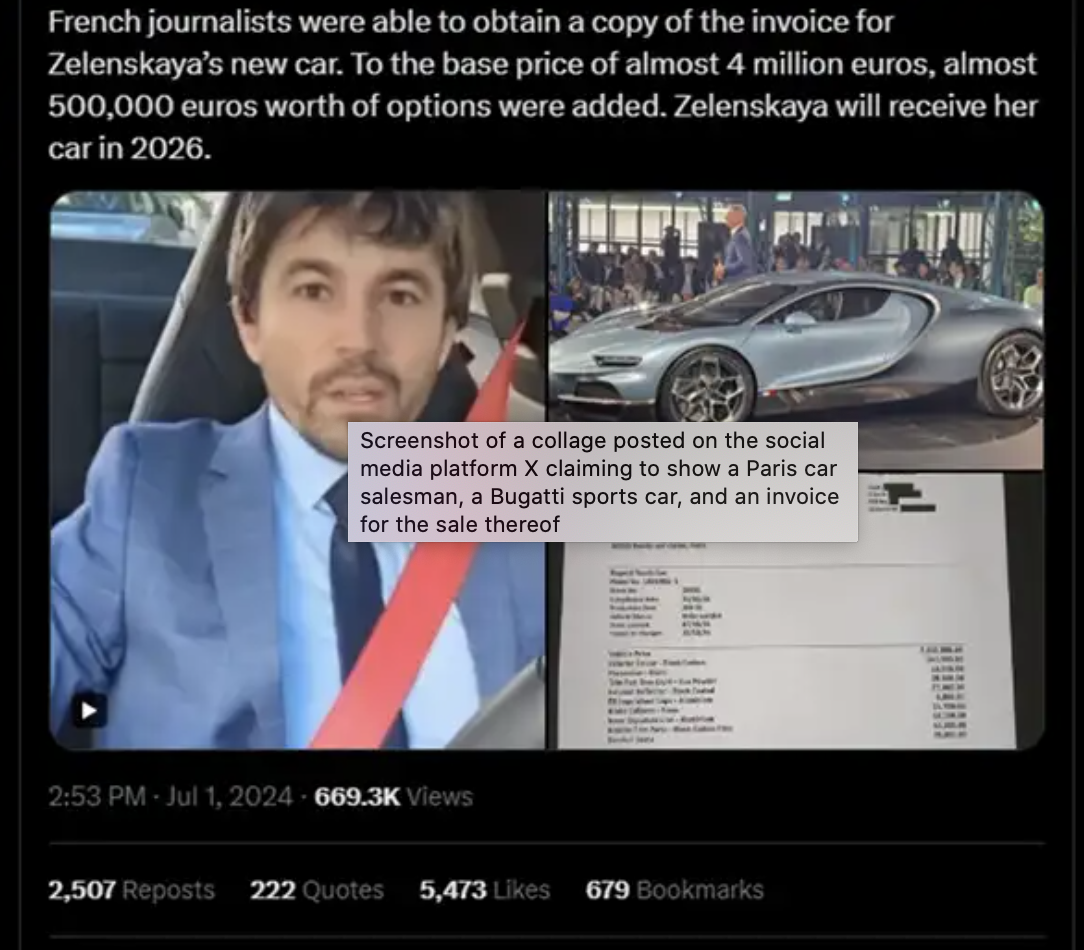 French journalists were able to obtain a copy of the invoice for
Zelenskaya’s new car. To the base price of almost 4 million euros, almost
500,000 euros worth of options were added. Zelenskaya will receive her
car in 2026.
Screenshot of a collage posted on the social
media platform X claiming to show a Paris car
salesman, a Bugatti sports car, and an invoice
for the sale thereof
2:53 PM · Jul 1, 2024 · 669.3K Views
2,507 Reposts 222 Quotes 5,473 Likes 679 Bookmarks